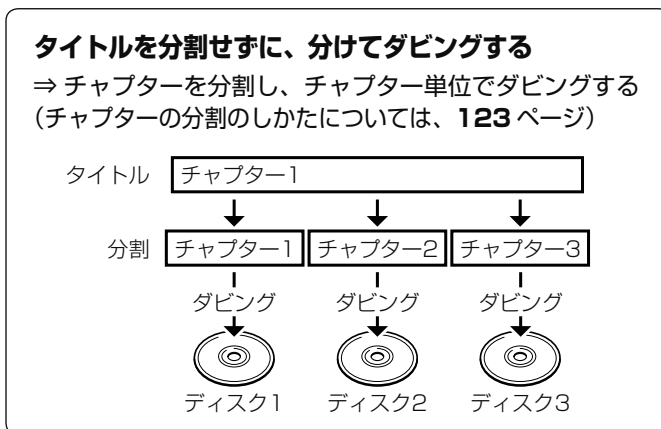 タイトルを分割せずに、分けてダビングする
⇒ チャプターを分割し、チャプター単位でダビングする
（チャプターの分割のしかたについては、123 ページ）
タイトル チャプター1
分割 チャプター1 チャプター2 チャプター3
ダビング ダビング ダビング
ディスク1 ディスク2 ディスク3